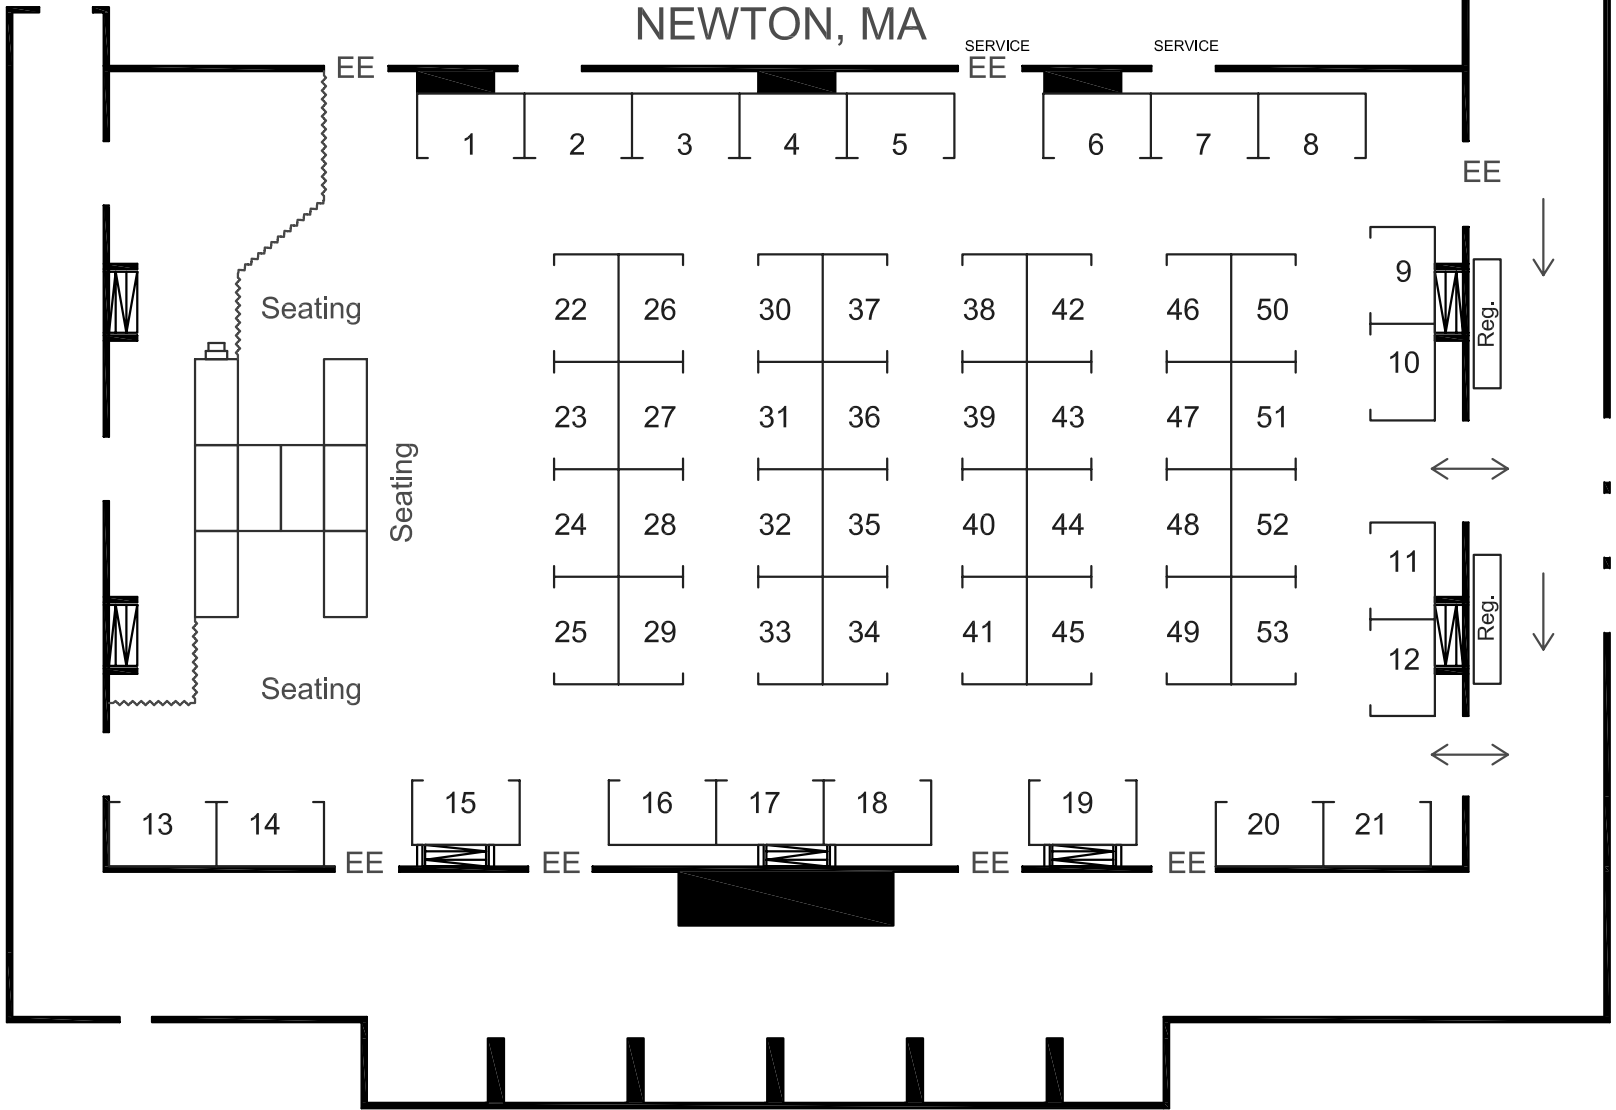 NEWTON, MA
SERVICE SERVICE
EE EE
1 2 3 4 5 6 7 8
EE
9
Reg.
10
Seating
22 26 30 37 38 42 46 50
23 27 31 36 39 43 47 51
Seating
24 28 32 35 40 44 48 52
25 29 33 34 41 45 49 53
11
Reg.
12
Seating
15 16 17 18 19
13 14 20 21
EE EE EE EE